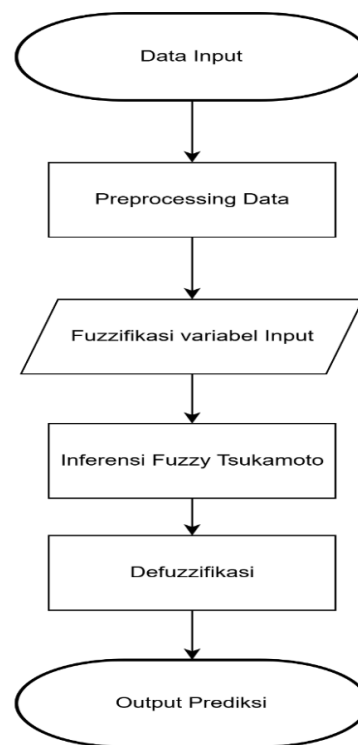 Data Input
Preprocessing Data
Fuzzifikasi variabel Input
Inferensi Fuzzy Tsukamoto
Defuzzifikasi
Output Prediksi